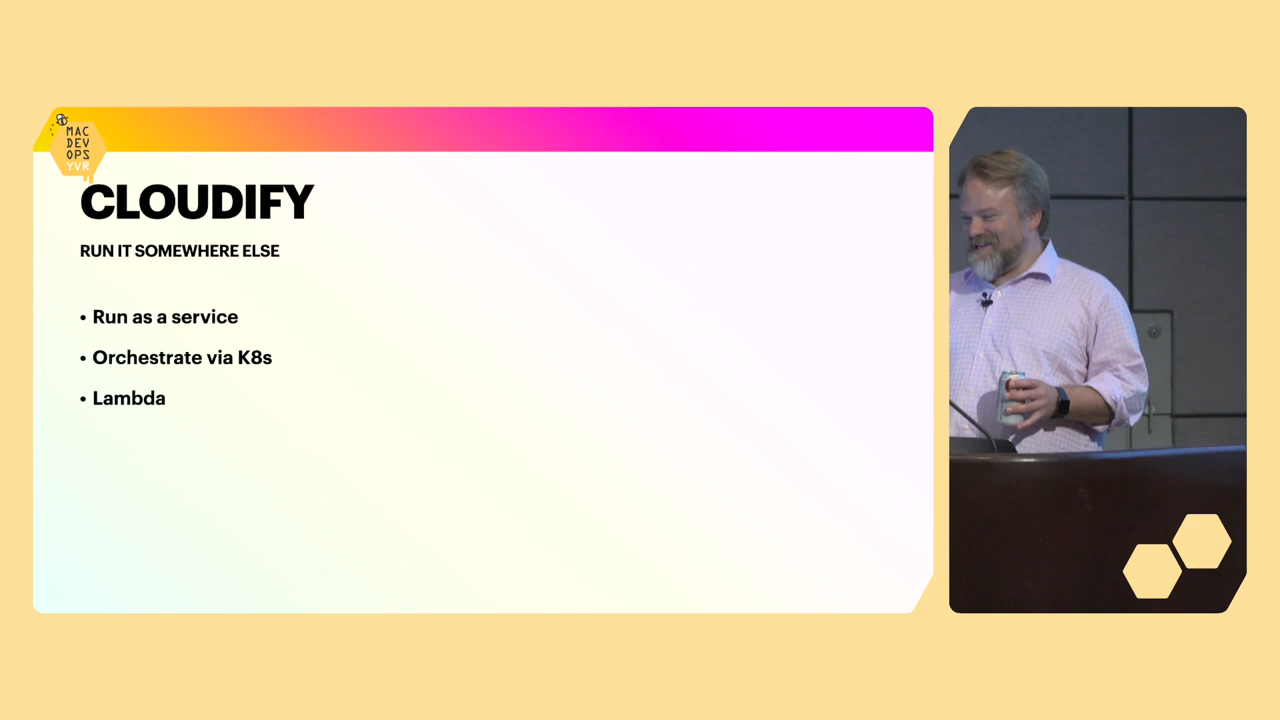 MAC
DEV
OPS
YVR
CLOUDIFY
RUN IT SOMEWHERE ELSE
• Run as a service
• Orchestrate via K8s
• Lambda